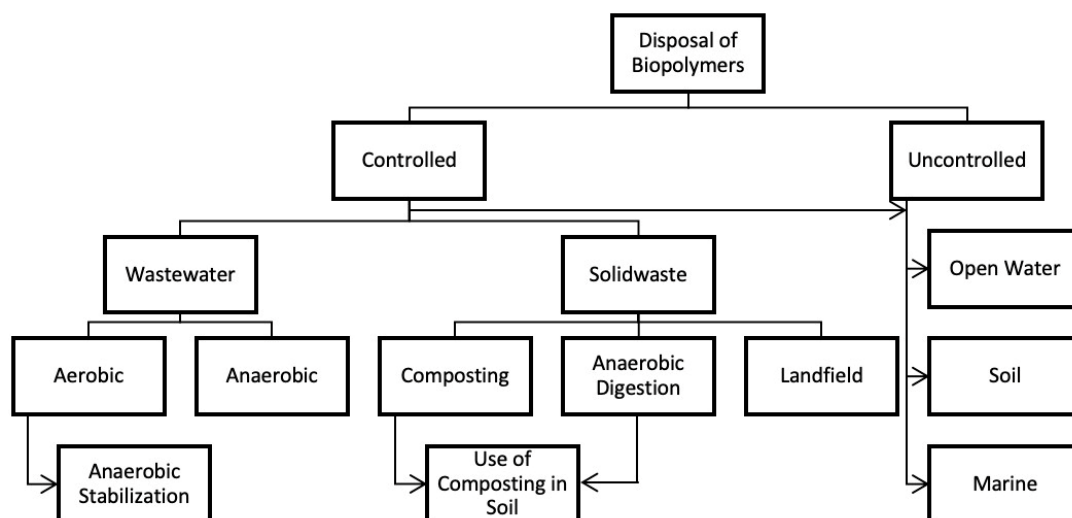 Disposal of
Biopolymers
Controlled
Uncontrolled
Wastewater
Solidwaste
Open Water
Aerobic
Anaerobic
Composting
Anaerobic
Digestion
Landfield
Soil
Anaerobic
Stabilization
Use of
Composting in
Soil
Marine